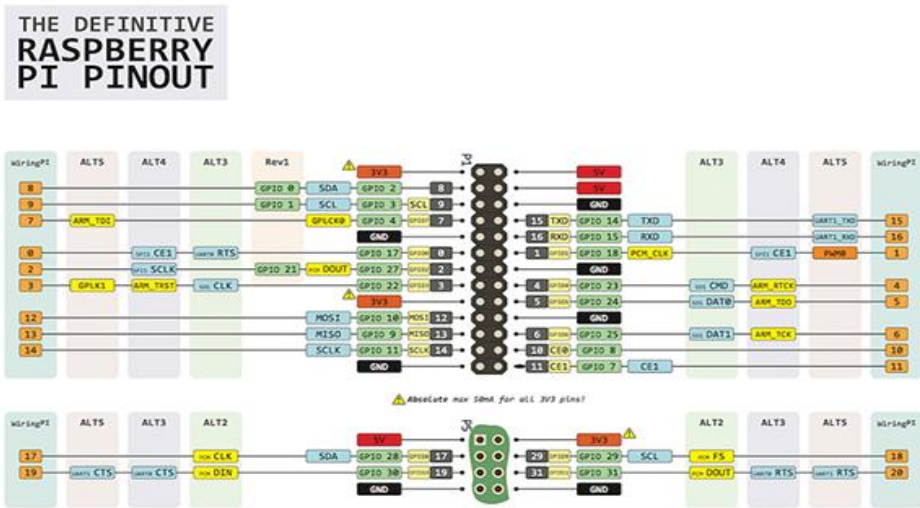 THE DEFINITIVE
RASPBERRY
PI PINOUT
WiringPI ALT5 ALT4 ALT3 Rev1 P1 ALT3 ALT4 ALT5 WiringPI
3V3 5V
8 GPIO 0 SDA GPIO 2 8 5V
9 GPIO 1 SCL GPIO 3 SCL 9 GND
7 ARM_TDI GPLCK0 GPIO 4 7 15 TXD GPIO 14 TXD UART1_TXD 15
GND 16 RXD GPIO 15 RXD UART1_RXD 16
0 CE1 RTS GPIO 17 0 1 GPIO 18 PCM_CLK CE1 PWM0 1
2 SCLK GPIO 21 DOUT GPIO 27 2 GND
3 GPLK1 ARM_TRST CLK GPIO 22 3 4 GPIO 23 CMD ARM_RTCK 4
3V3 5 GPIO 24 DAT0 ARM_TDO 5
12 MOSI GPIO 10 MOSI 12 GND
13 MISO GPIO 9 MISO 13 6 GPIO 25 DAT1 ARM_TCK 6
14 SCLK GPIO 11 SCLK 14 10 CE0 GPIO 8 10
GND 11 CE1 GPIO 7 CE1 11
Absolute max 50mA for all 3V3 pins!
WiringPI ALT5 ALT3 ALT2 ALT2 ALT3 ALT5 WiringPI
5V 3V3
17 CLK SDA GPIO 28 17 29 GPIO 29 SCL FS 18
19 CTS CTS DIN GPIO 30 19 31 GPIO 31 DOUT RTS RTS 20
GND GND